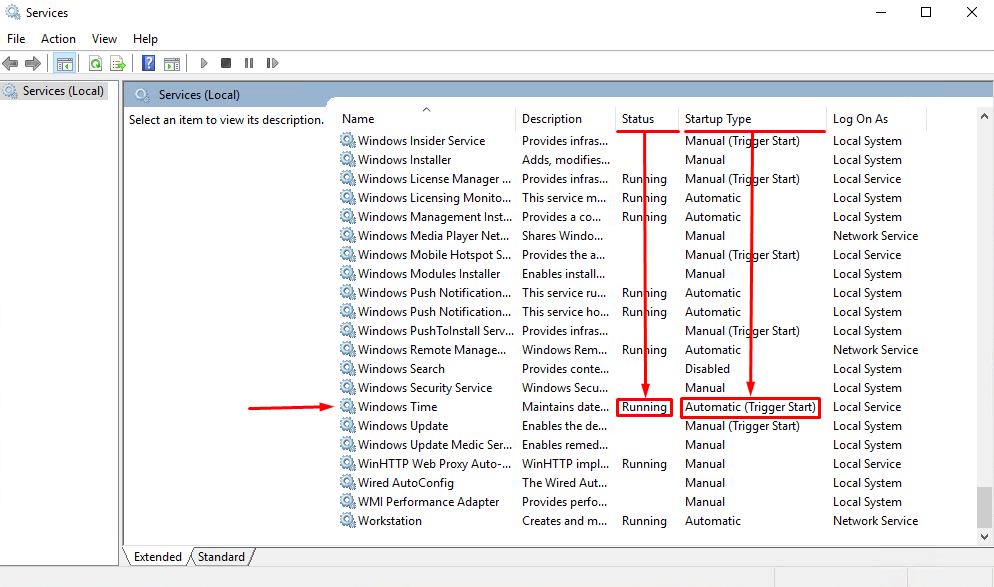 Services
File Action View Help
Services (Local)
Services (Local)
Select an item to view its description.
Name Description Status Startup Type Log On As
Windows Insider Service Provides infras... Manual (Trigger Start) Local System
Windows Installer Adds, modifies... Manual Local System
Windows License Manager ... Provides infras... Running Manual (Trigger Start) Local Service
Windows Licensing Monito... This service m... Running Automatic Local System
Windows Management Inst... Provides a co... Running Automatic Local System
Windows Media Player Net... Shares Windo... Manual Network Service
Windows Mobile Hotspot S... Provides the a... Manual (Trigger Start) Local Service
Windows Modules Installer Enables install... Manual Local System
Windows Push Notification... This service ru... Running Automatic Local System
Windows Push Notification... This service ho... Running Automatic Local System
Windows PushToInstall Serv... Provides infras... Manual (Trigger Start) Local System
Windows Remote Manage... Windows Rem... Running Automatic Network Service
Windows Search Provides conte... Disabled Local System
Windows Security Service Windows Secu... Manual Local System
Windows Time Maintains date... Running Automatic (Trigger Start) Local Service
Windows Update Enables the de... Manual (Trigger Start) Local System
Windows Update Medic Ser... Enables remed... Manual Local System
WinHTTP Web Proxy Auto-... WinHTTP impl... Running Manual Local Service
Wired AutoConfig The Wired Aut... Manual Local System
WMI Performance Adapter Provides perfo... Manual Local System
Workstation Creates and m... Running Automatic Network Service
Extended Standard